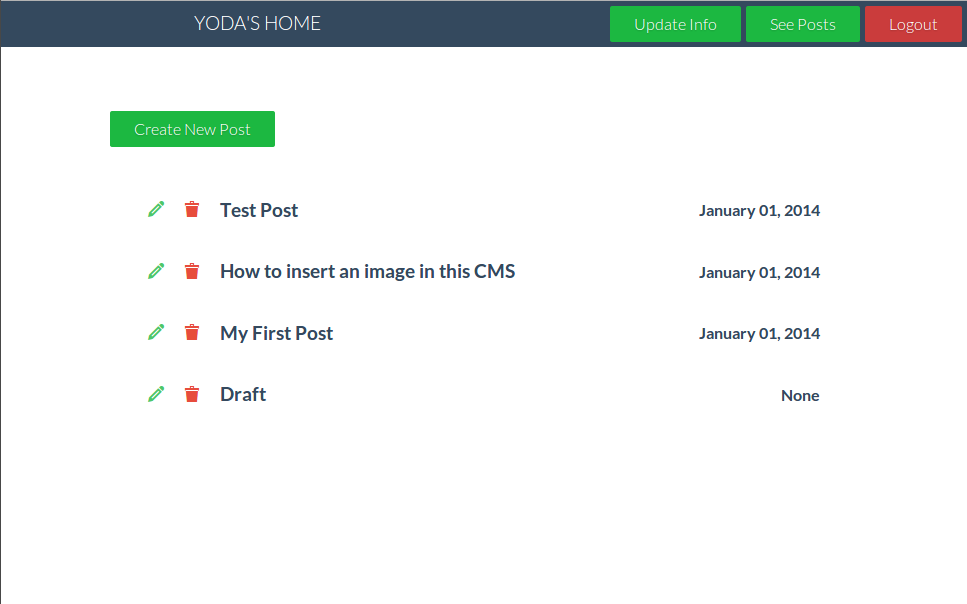 YODA'S HOME Update Info See Posts Logout
Create New Post
Test Post January 01, 2014
How to insert an image in this CMS January 01, 2014
My First Post January 01, 2014
Draft None